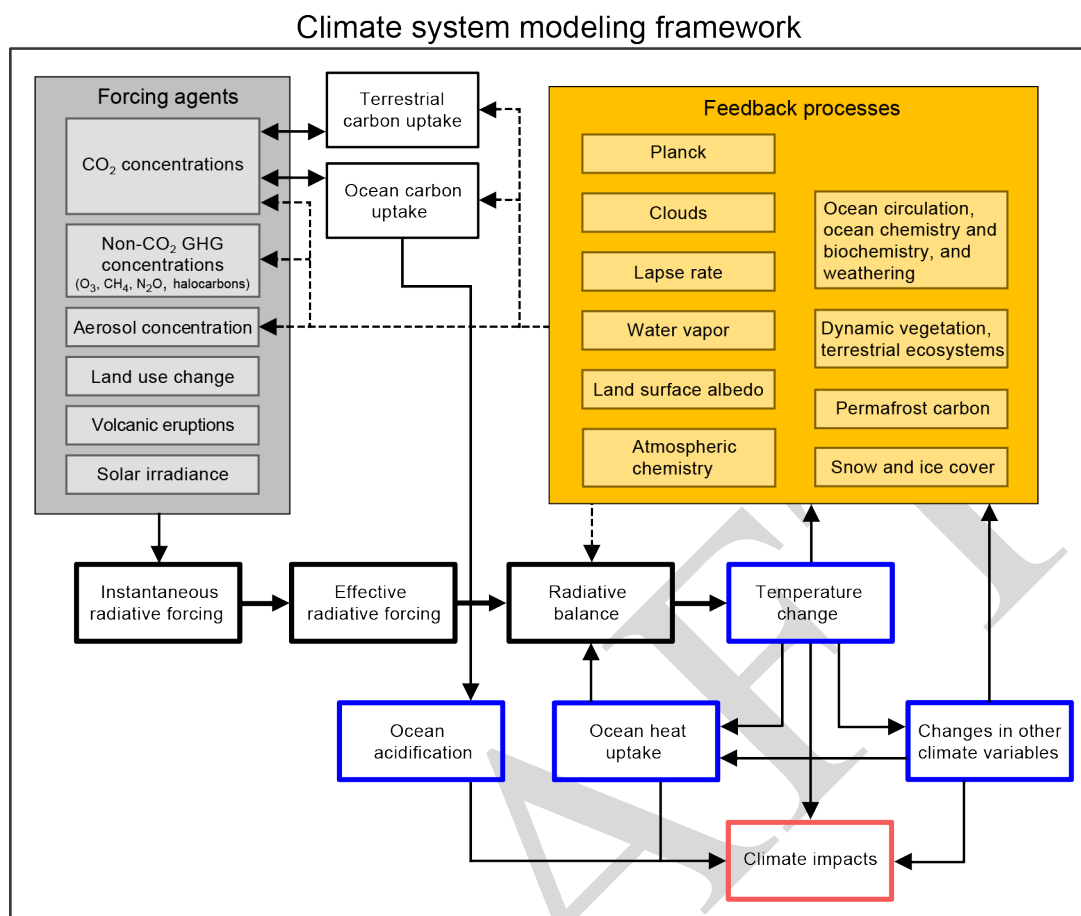 Climate system modeling framework
Forcing agents
CO₂ concentrations
Non-CO₂ GHG
concentrations
(O₃, CH₄, N₂O, halocarbons)
Aerosol concentration
Land use change
Volcanic eruptions
Solar irradiance
Terrestrial
carbon uptake
Ocean carbon
uptake
Feedback processes
Planck
Clouds
Lapse rate
Water vapor
Land surface albedo
Atmospheric
chemistry
Ocean circulation,
ocean chemistry and
biochemistry, and
weathering
Dynamic vegetation,
terrestrial ecosystems
Permafrost carbon
Snow and ice cover
Instantaneous
radiative forcing
Effective
radiative forcing
Radiative
balance
Temperature
change
Ocean
acidification
Ocean heat
uptake
Changes in other
climate variables
Climate impacts